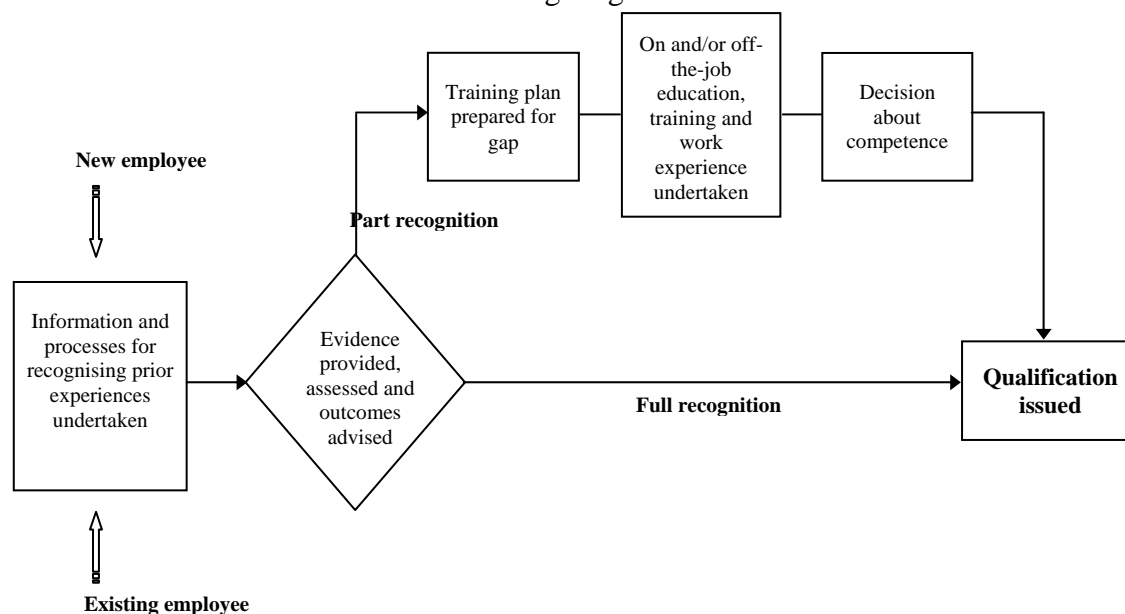 On and/or off-
the-job
education,
training and
work
experience
undertaken
Training plan
prepared for
gap
Decision
about
competence
New employee
Part recognition
Information and
processes for
recognising prior
experiences
undertaken
Evidence
provided,
assessed and
outcomes
advised
Full recognition
Qualification
issued
Existing employee